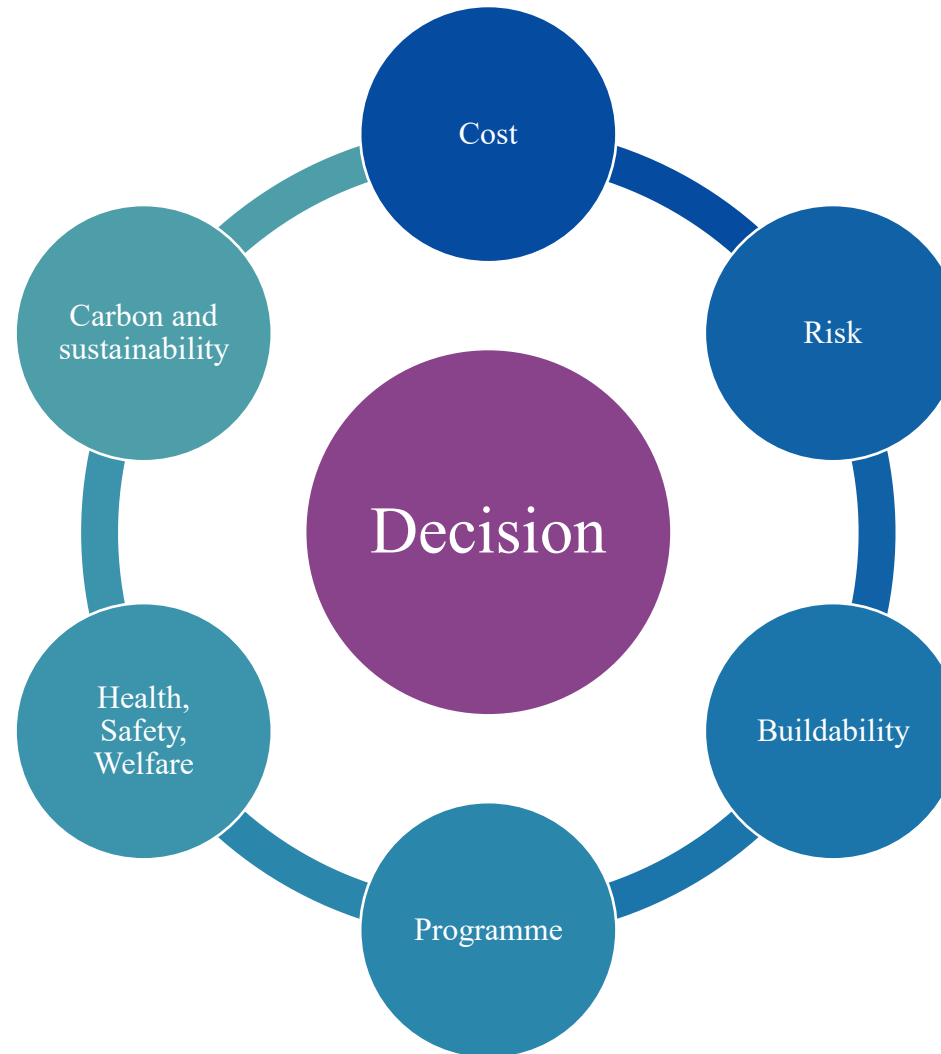 Cost
Risk
Buildability
Programme
Health,
Safety,
Welfare
Carbon and
sustainability
Decision